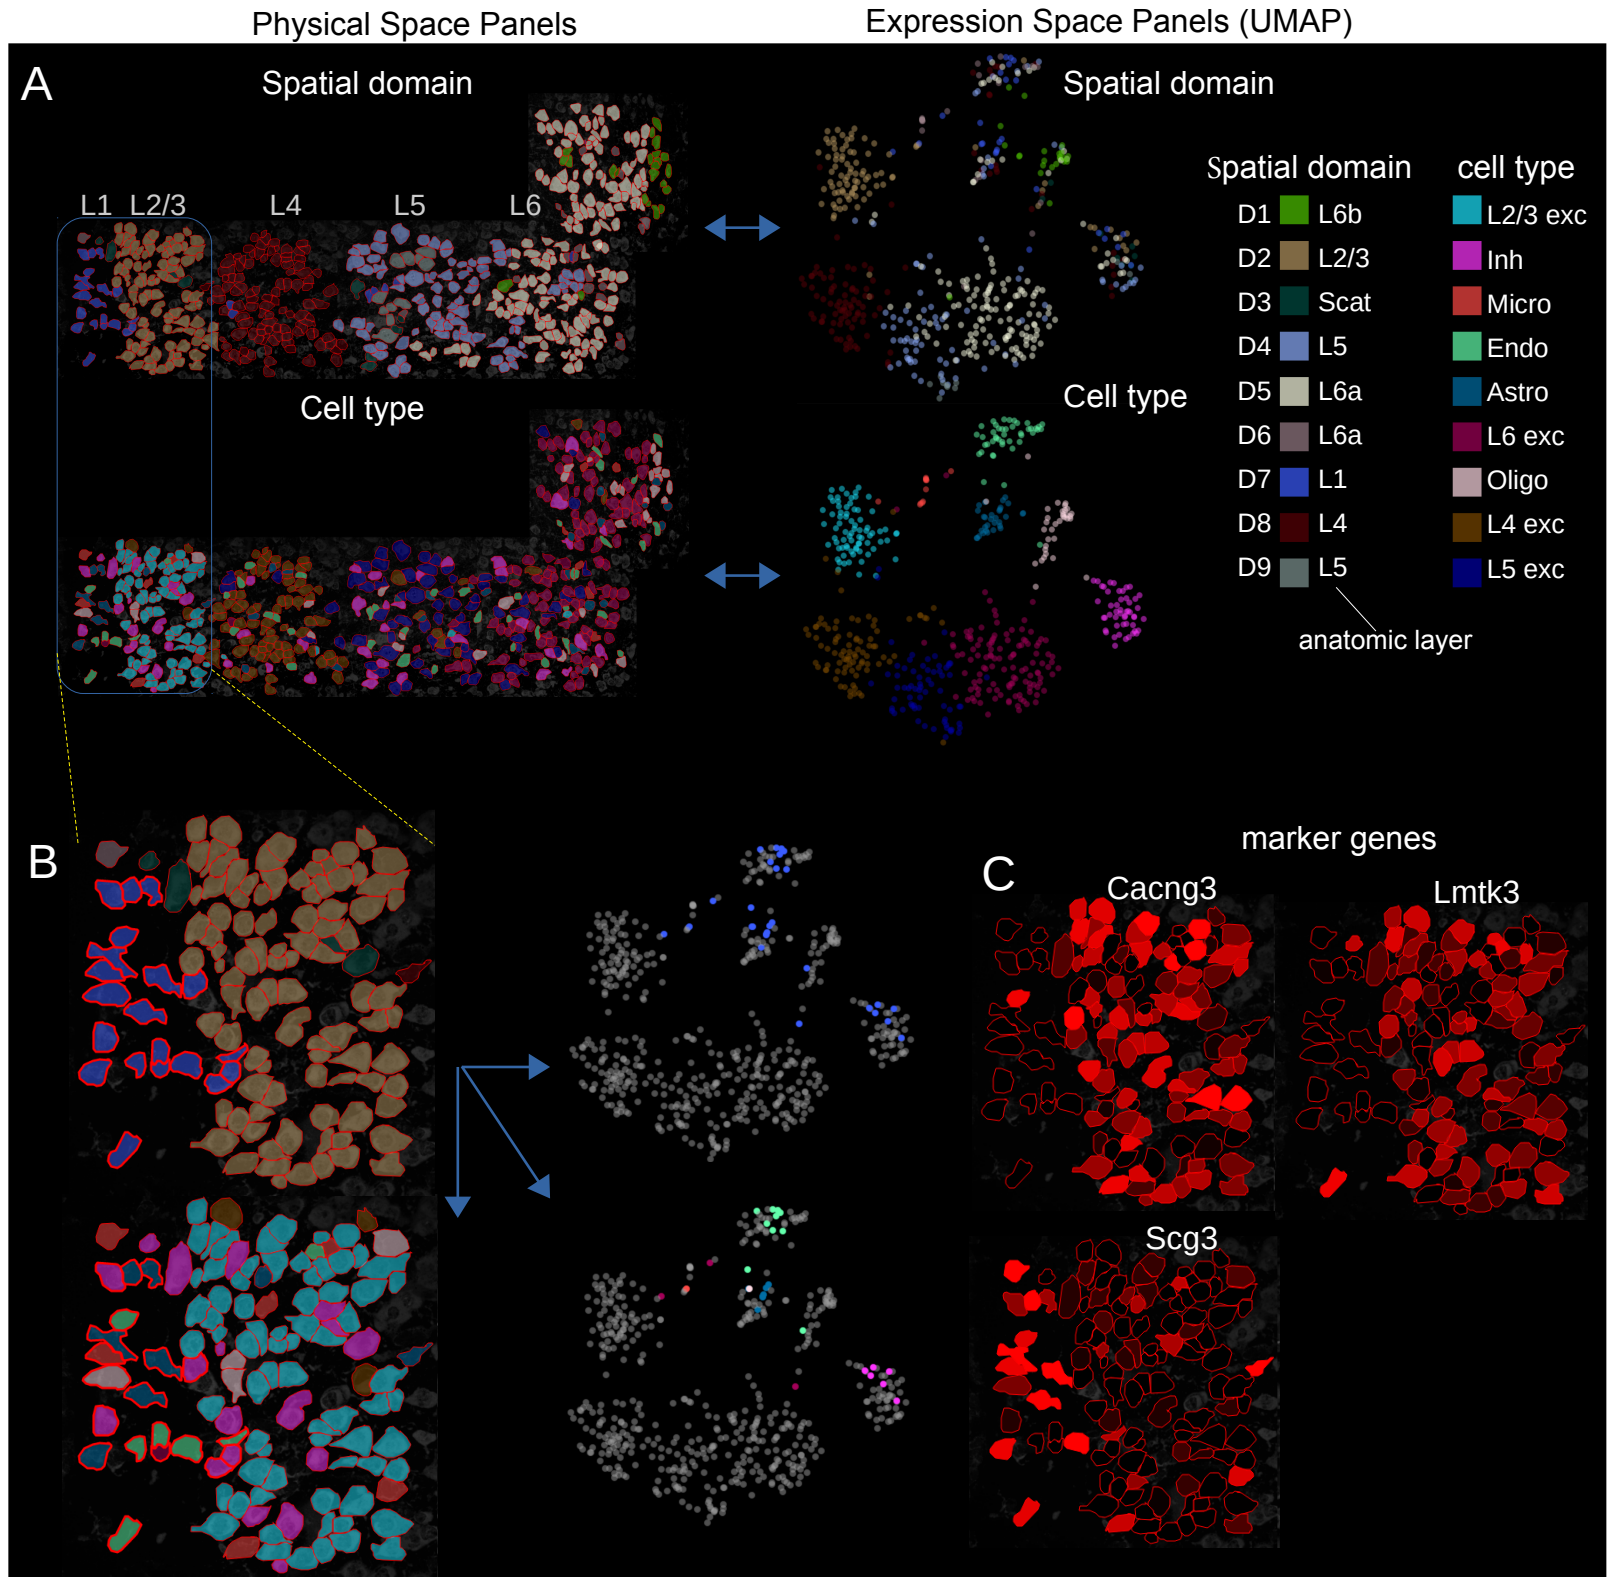 Physical Space Panels
Expression Space Panels (UMAP)
A
Spatial domain
Spatial domain
L1 L2/3 L4 L5 L6
Spatial domain
cell type
D1 L6b
D2 L2/3
D3 Scat
D4 L5
D5 L6a
D6 L6a
D7 L1
D8 L4
D9 L5
L2/3 exc
Inh
Micro
Endo
Astro
L6 exc
Oligo
L4 exc
L5 exc
anatomic layer
Cell type
Cell type
B
marker genes
C
Cacng3
Lmtk3
Scg3